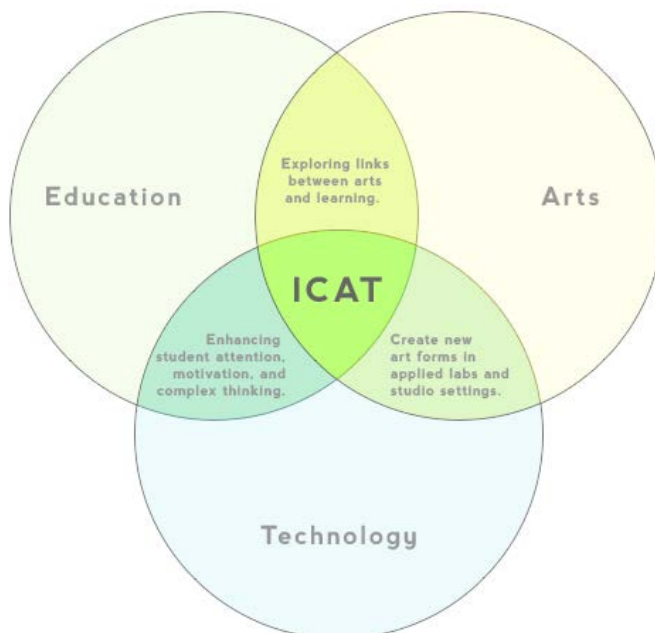 Exploring links
between arts
and learning.
Education
Arts
ICAT
Enhancing
student attention,
motivation, and
complex thinking.
Create new
art forms in
applied labs and
studio settings.
Technology